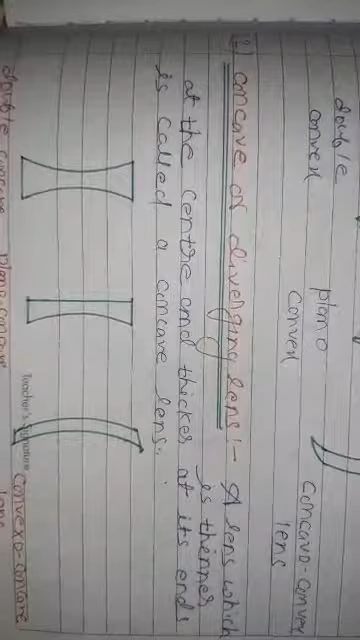 double plano concavo-convex
convex convex lens
2) concave or diverging lens :- A lens which
is thinner
at the centre and thicker at its ends
is called a concave lens.
Teacher's Signature
double concave plano-concave convexo-concave
lens